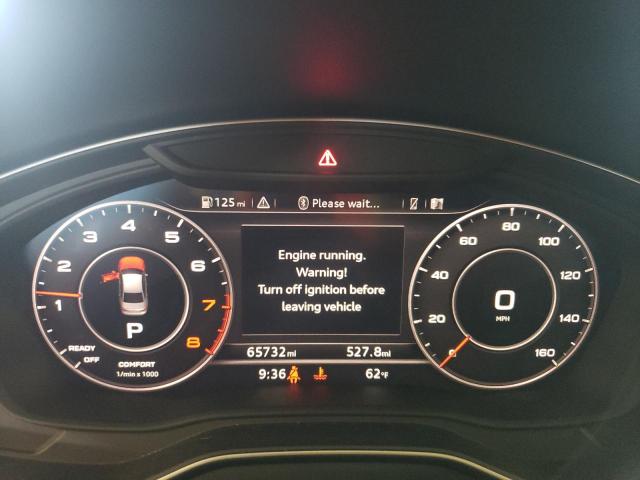 125 mi Please wait...
Engine running.
Warning!
Turn off ignition before
leaving vehicle
READY
OFF
1
2
3
4
5
6
7
8
P
COMFORT
1/min x 1000
0
20
40
60
80
100
120
140
160
0
MPH
65732 mi 527.8 mi
9:36 62°F